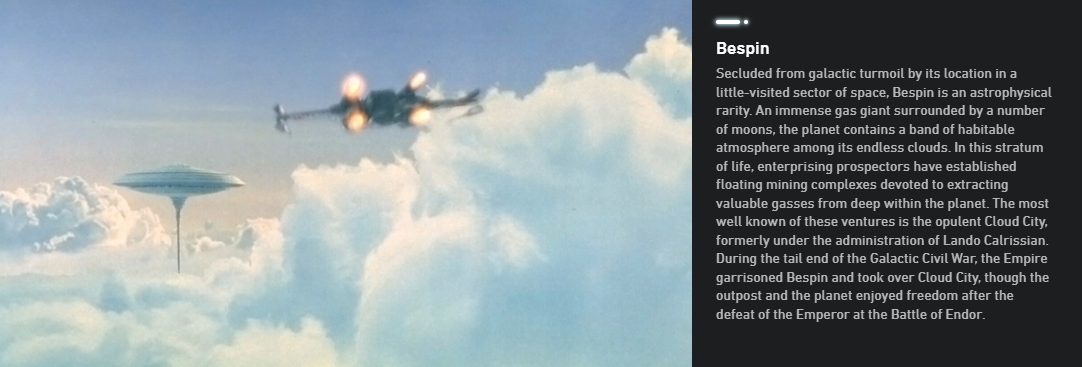 Bespin
Secluded from galactic turmoil by its location in a
little-visited sector of space, Bespin is an astrophysical
rarity. An immense gas giant surrounded by a number
of moons, the planet contains a band of habitable
atmosphere among its endless clouds. In this stratum
of life, enterprising prospectors have established
floating mining complexes devoted to extracting
valuable gasses from deep within the planet. The most
well known of these ventures is the opulent Cloud City,
formerly under the administration of Lando Calrissian.
During the tail end of the Galactic Civil War, the Empire
garrisoned Bespin and took over Cloud City, though the
outpost and the planet enjoyed freedom after the
defeat of the Emperor at the Battle of Endor.